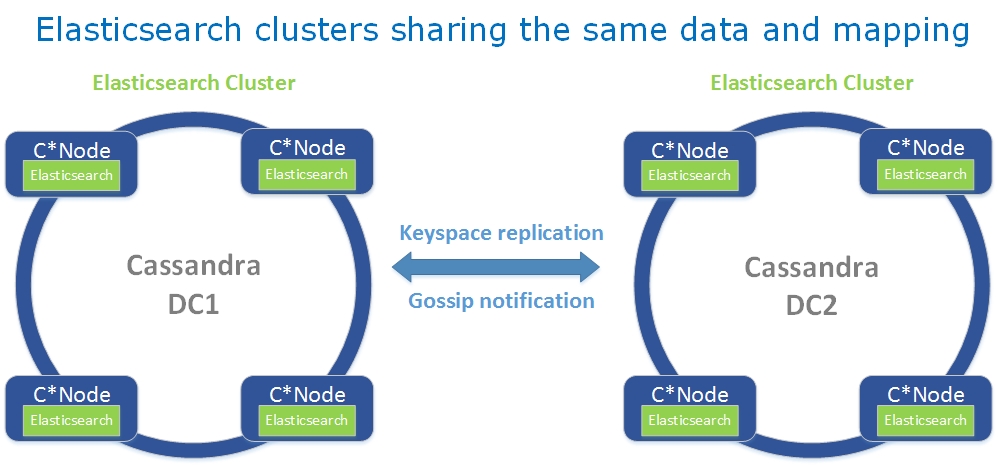 Elasticsearch clusters sharing the same data and mapping
Elasticsearch Cluster
Elasticsearch Cluster
C*Node
Elasticsearch
C*Node
Elasticsearch
C*Node
Elasticsearch
C*Node
Elasticsearch
Cassandra
DC1
Keyspace replication
Gossip notification
Cassandra
DC2
C*Node
Elasticsearch
C*Node
Elasticsearch
C*Node
Elasticsearch
C*Node
Elasticsearch